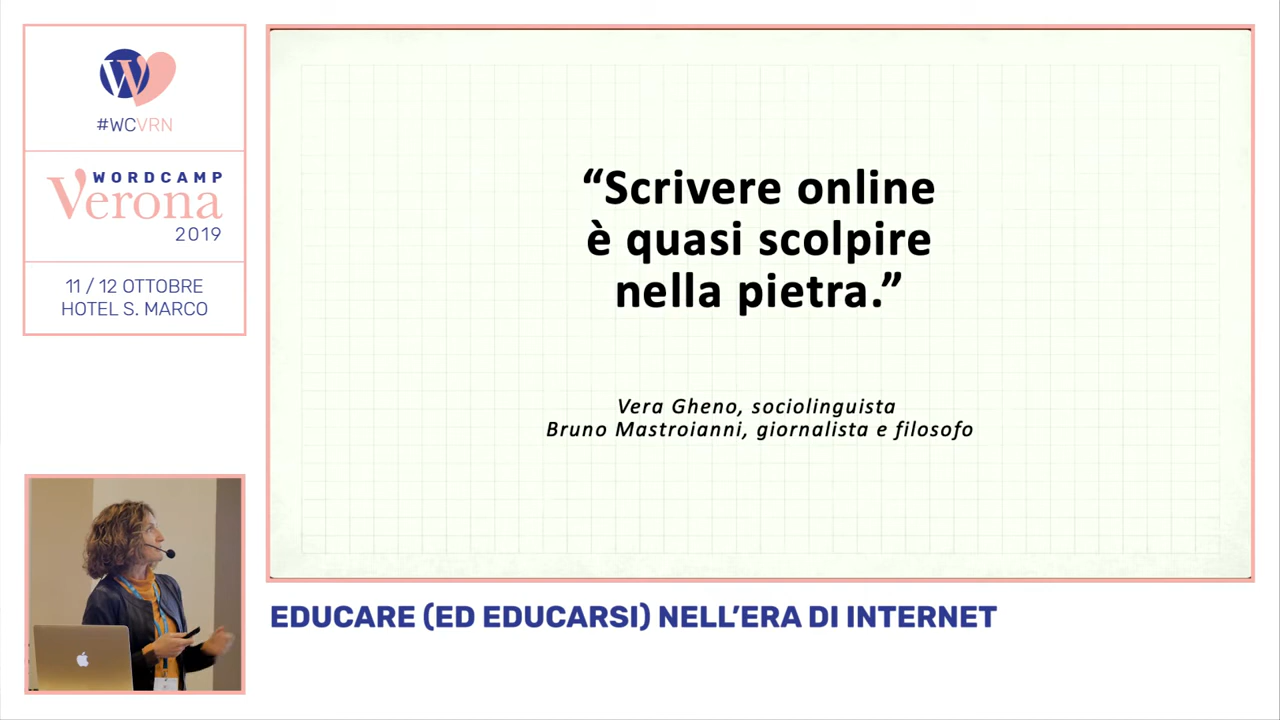 #WCVRN
WORDCAMP
Verona
2019
11 / 12 OTTOBRE
HOTEL S. MARCO
“Scrivere online
è quasi scolpire
nella pietra.”
Vera Gheno, sociolinguista
Bruno Mastroianni, giornalista e filosofo
EDUCARE (ED EDUCARSI) NELL’ERA DI INTERNET